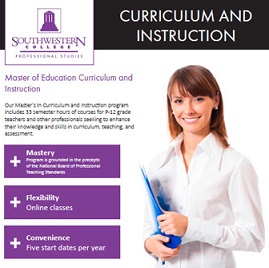 SOUTHWESTERN
COLLEGE
PROFESSIONAL STUDIES
CURRICULUM AND
INSTRUCTION
Master of Education Curriculum and
Instruction
Our Master's in Curriculum and Instruction program
includes 33 semester hours of courses for P-12 grade
teachers and other professionals seeking to enhance
their knowledge and skills in curriculum, teaching, and
assessment.
+ Mastery
Program is grounded in the precepts
of the National Board of Professional
Teaching Standards
+ Flexibility
Online classes
+ Convenience
Five start dates per year